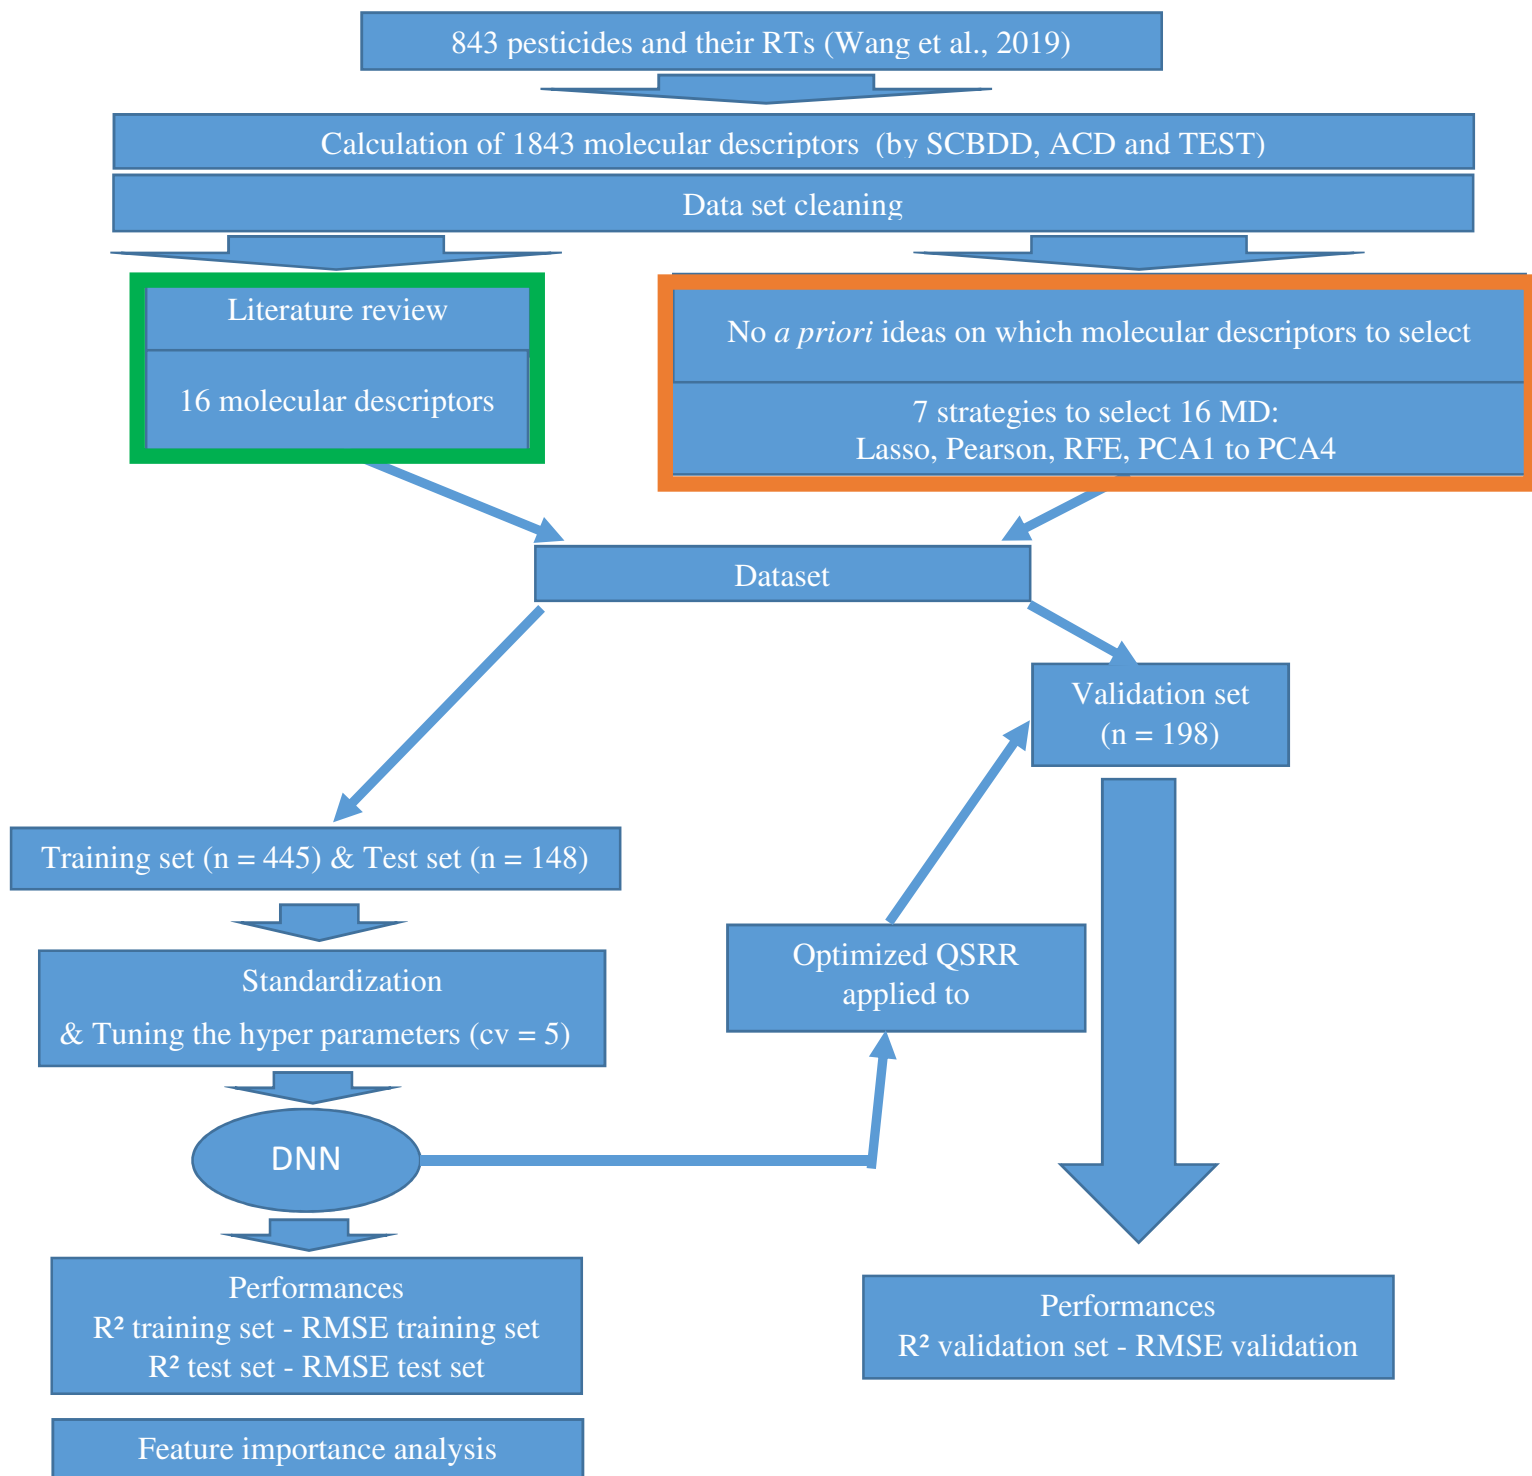 843 pesticides and their RTs (Wang et al., 2019)
Calculation of 1843 molecular descriptors (by SCBDD, ACD and TEST)
Data set cleaning
Literature review
16 molecular descriptors
No a priori ideas on which molecular descriptors to select
7 strategies to select 16 MD:
Lasso, Pearson, RFE, PCA1 to PCA4
Dataset
Validation set
(n = 198)
Training set (n = 445) & Test set (n = 148)
Standardization
& Tuning the hyper parameters (cv = 5)
Optimized QSRR
applied to
DNN
Performances
R² training set - RMSE training set
R² test set - RMSE test set
Performances
R² validation set - RMSE validation
Feature importance analysis